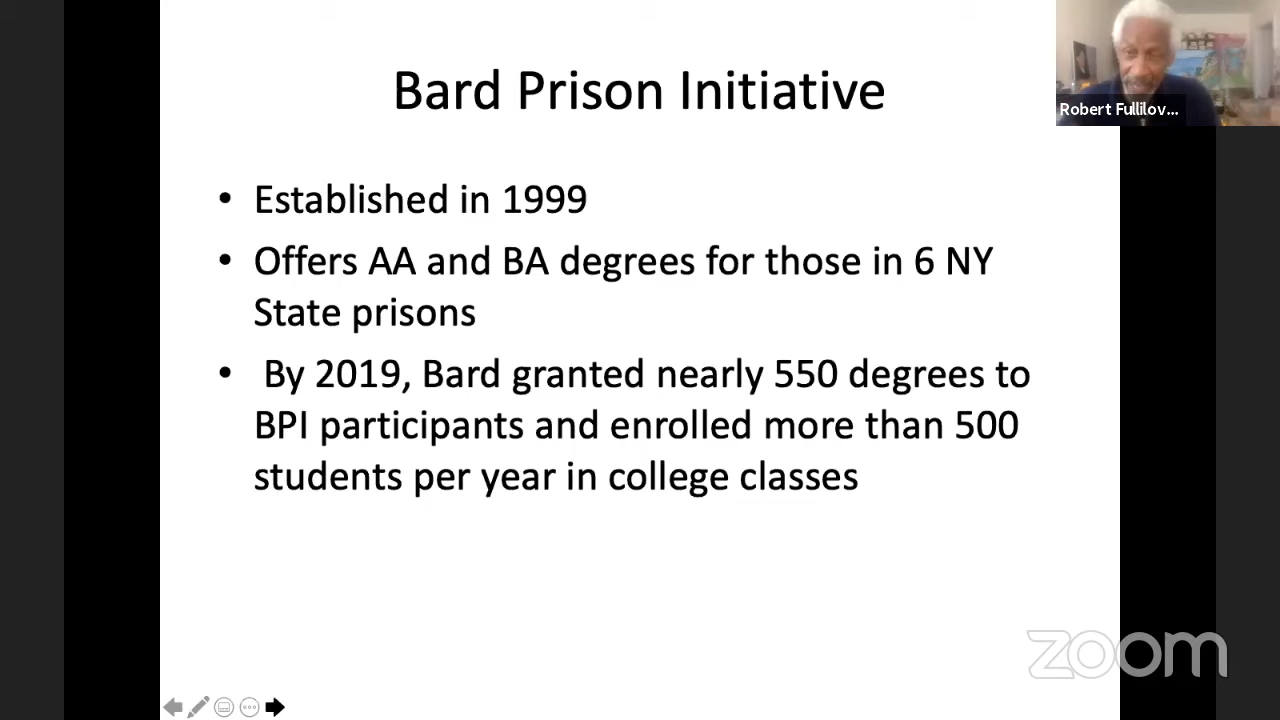 Bard Prison Initiative
Robert Fullilov...
• Established in 1999
• Offers AA and BA degrees for those in 6 NY
State prisons
• By 2019, Bard granted nearly 550 degrees to
BPI participants and enrolled more than 500
students per year in college classes
zoom